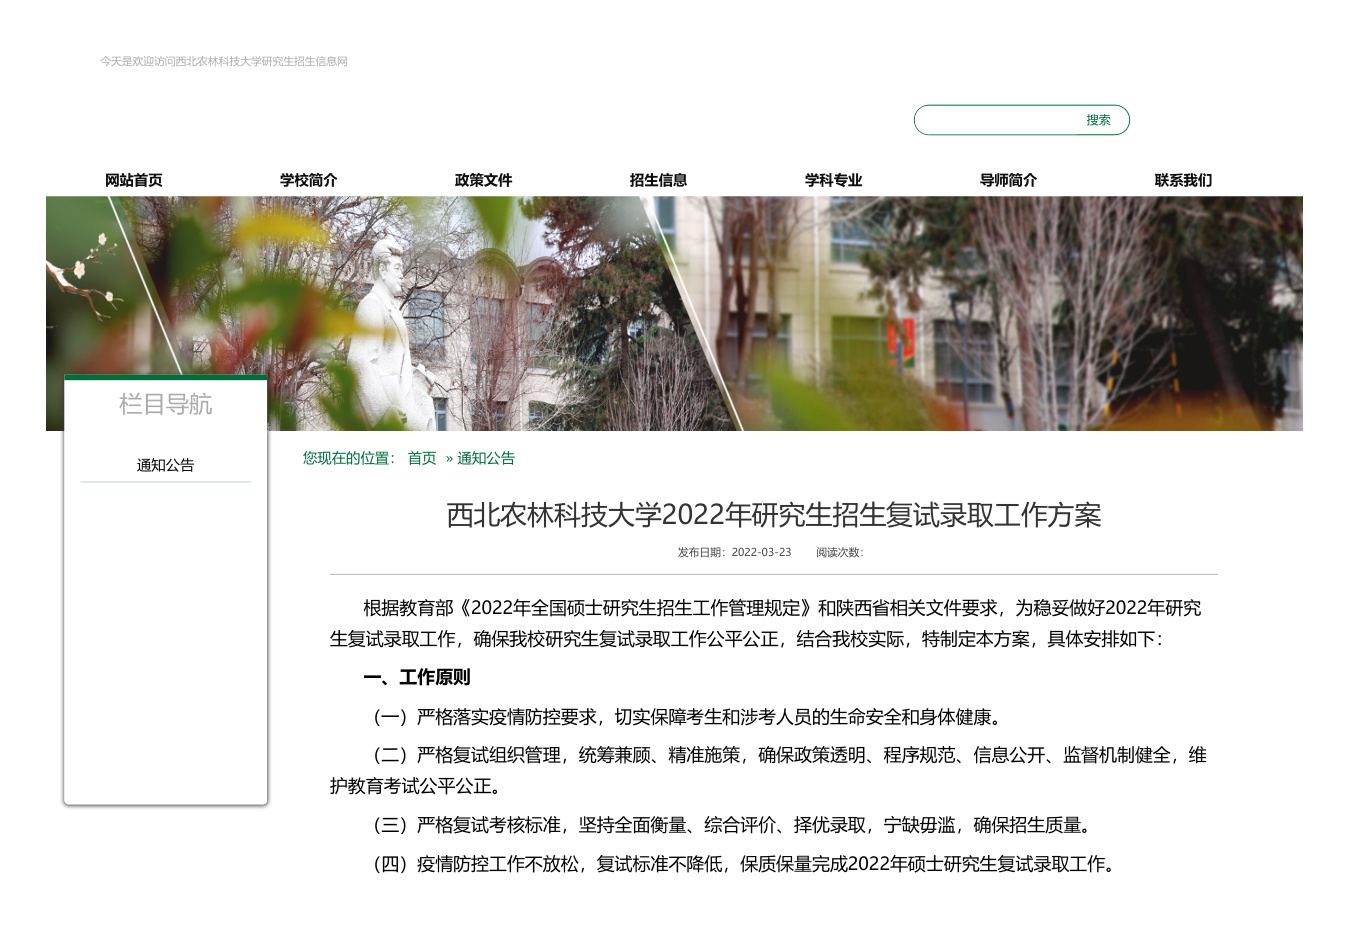 今天是欢迎访问西北农林科技大学研究生招生信息网
搜索
网站首页 学校简介 政策文件 招生信息 学科专业 导师简介 联系我们
栏目导航
通知公告
您现在的位置： 首页 » 通知公告
西北农林科技大学2022年研究生招生复试录取工作方案
发布日期：2022-03-23 阅读次数：
根据教育部《2022年全国硕士研究生招生工作管理规定》和陕西省相关文件要求，为稳妥做好2022年研究
生复试录取工作，确保我校研究生复试录取工作公平公正，结合我校实际，特制定本方案，具体安排如下：
一、工作原则
（一）严格落实疫情防控要求，切实保障考生和涉考人员的生命安全和身体健康。
（二）严格复试组织管理，统筹兼顾、精准施策，确保政策透明、程序规范、信息公开、监督机制健全，维
护教育考试公平公正。
（三）严格复试考核标准，坚持全面衡量、综合评价、择优录取，宁缺毋滥，确保招生质量。
（四）疫情防控工作不放松，复试标准不降低，保质保量完成2022年硕士研究生复试录取工作。